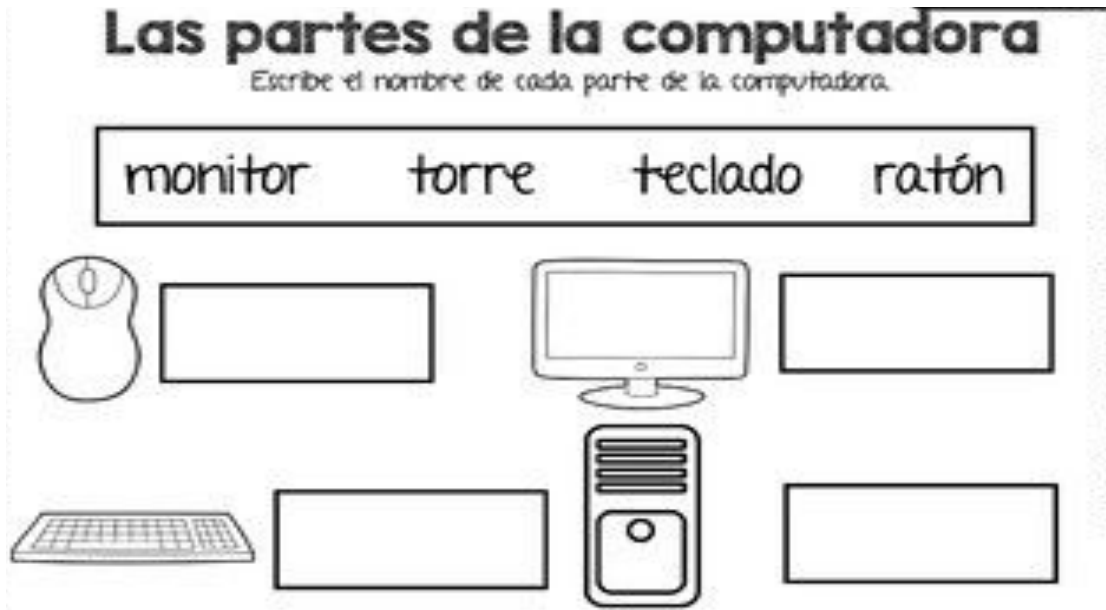 Las partes de la computadora
Escribe el nombre de cada parte de la computadora.
monitor torre teclado ratón